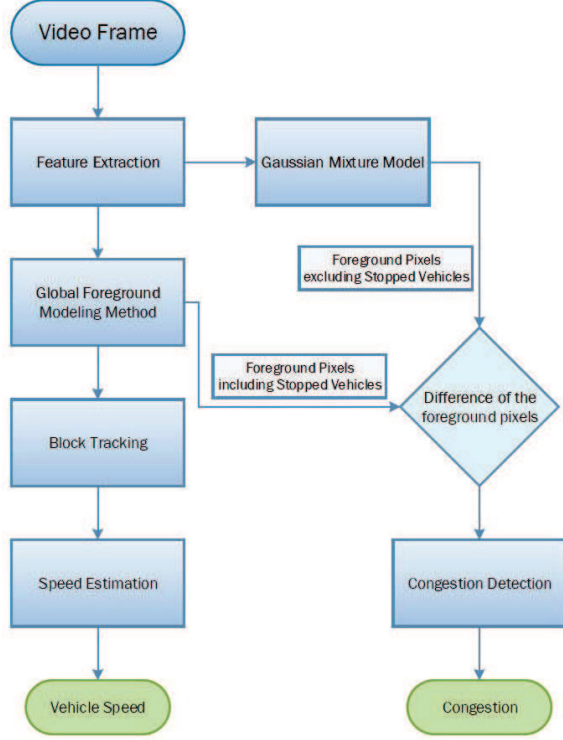 Video Frame
Feature Extraction
Gaussian Mixture Model
Foreground Pixels
excluding Stopped Vehicles
Global Foreground
Modeling Method
Foreground Pixels
including Stopped Vehicles
Difference of the
foreground pixels
Block Tracking
Speed Estimation
Congestion Detection
Vehicle Speed
Congestion